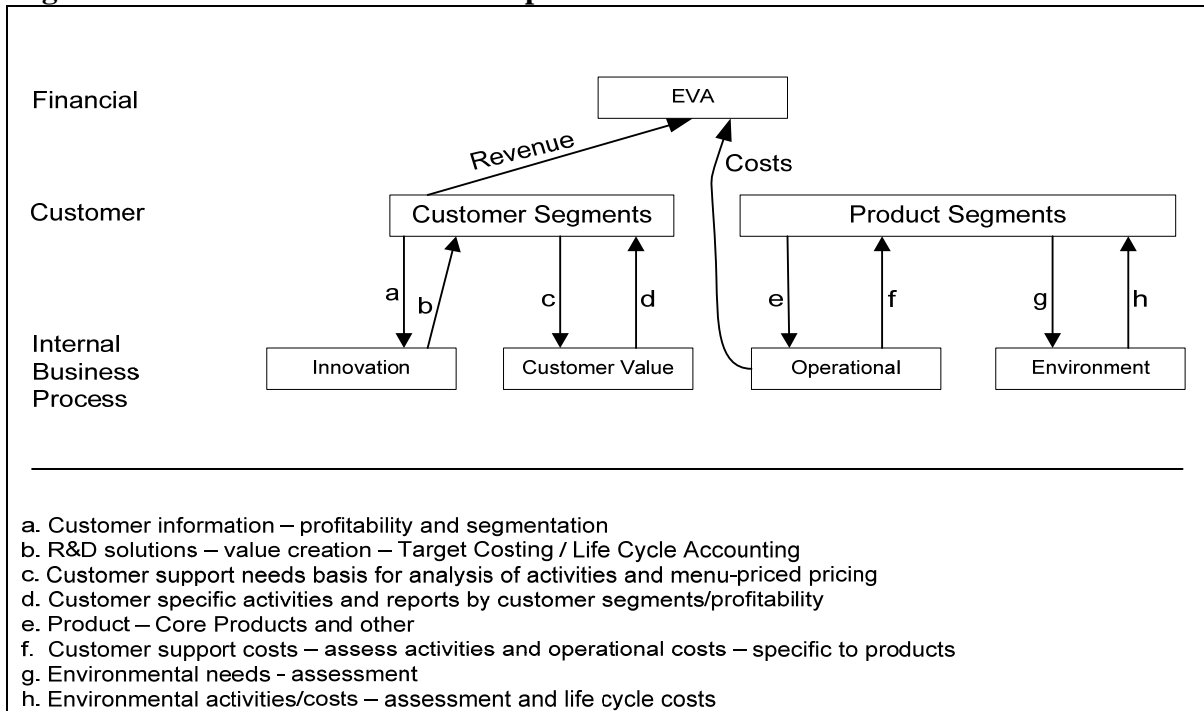 Financial
EVA
Revenue
Costs
Customer
Customer Segments
Product Segments
a
b
c
d
e
f
g
h
Internal
Business
Process
Innovation
Customer Value
Operational
Environment
a. Customer information – profitability and segmentation
b. R&D solutions – value creation – Target Costing / Life Cycle Accounting
c. Customer support needs basis for analysis of activities and menu-priced pricing
d. Customer specific activities and reports by customer segments/profitability
e. Product – Core Products and other
f. Customer support costs – assess activities and operational costs – specific to products
g. Environmental needs - assessment
h. Environmental activities/costs – assessment and life cycle costs